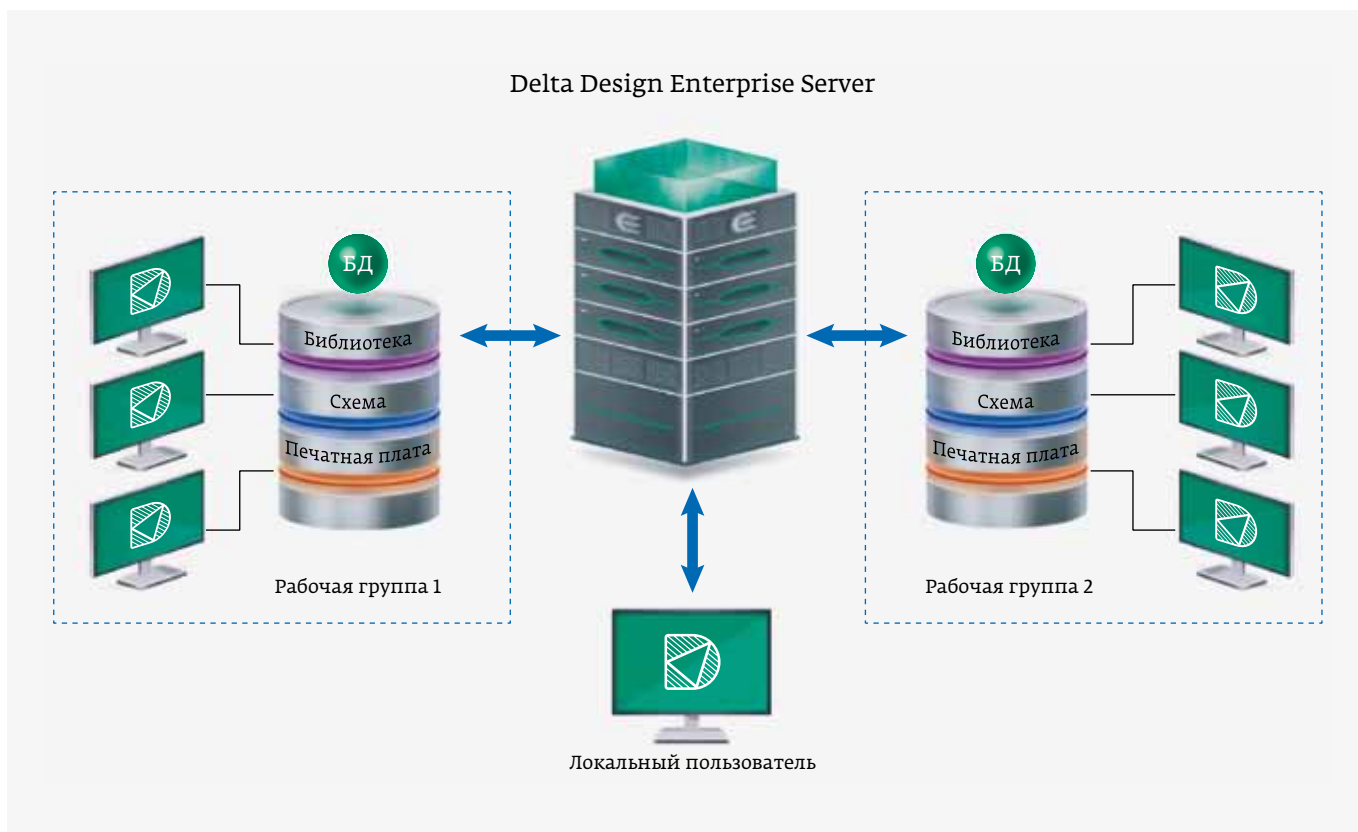 Delta Design Enterprise Server
БД
Библиотека
Схема
Печатная плата
Рабочая группа 1
БД
Библиотека
Схема
Печатная плата
Рабочая группа 2
Локальный пользователь